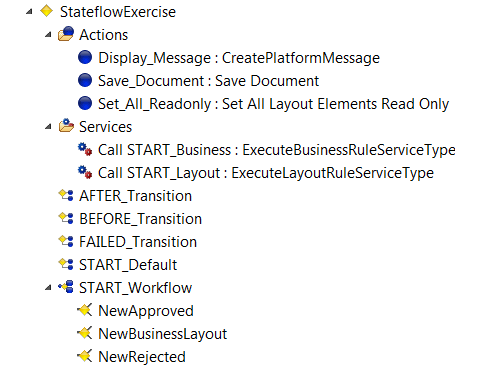 StateflowExercise
Actions
Display_Message : CreatePlatformMessage
Save_Document : Save Document
Set_All_Readonly : Set All Layout Elements Read Only
Services
Call START_Business : ExecuteBusinessRuleServiceType
Call START_Layout : ExecuteLayoutRuleServiceType
AFTER_Transition
BEFORE_Transition
FAILED_Transition
START_Default
START_Workflow
NewApproved
NewBusinessLayout
NewRejected